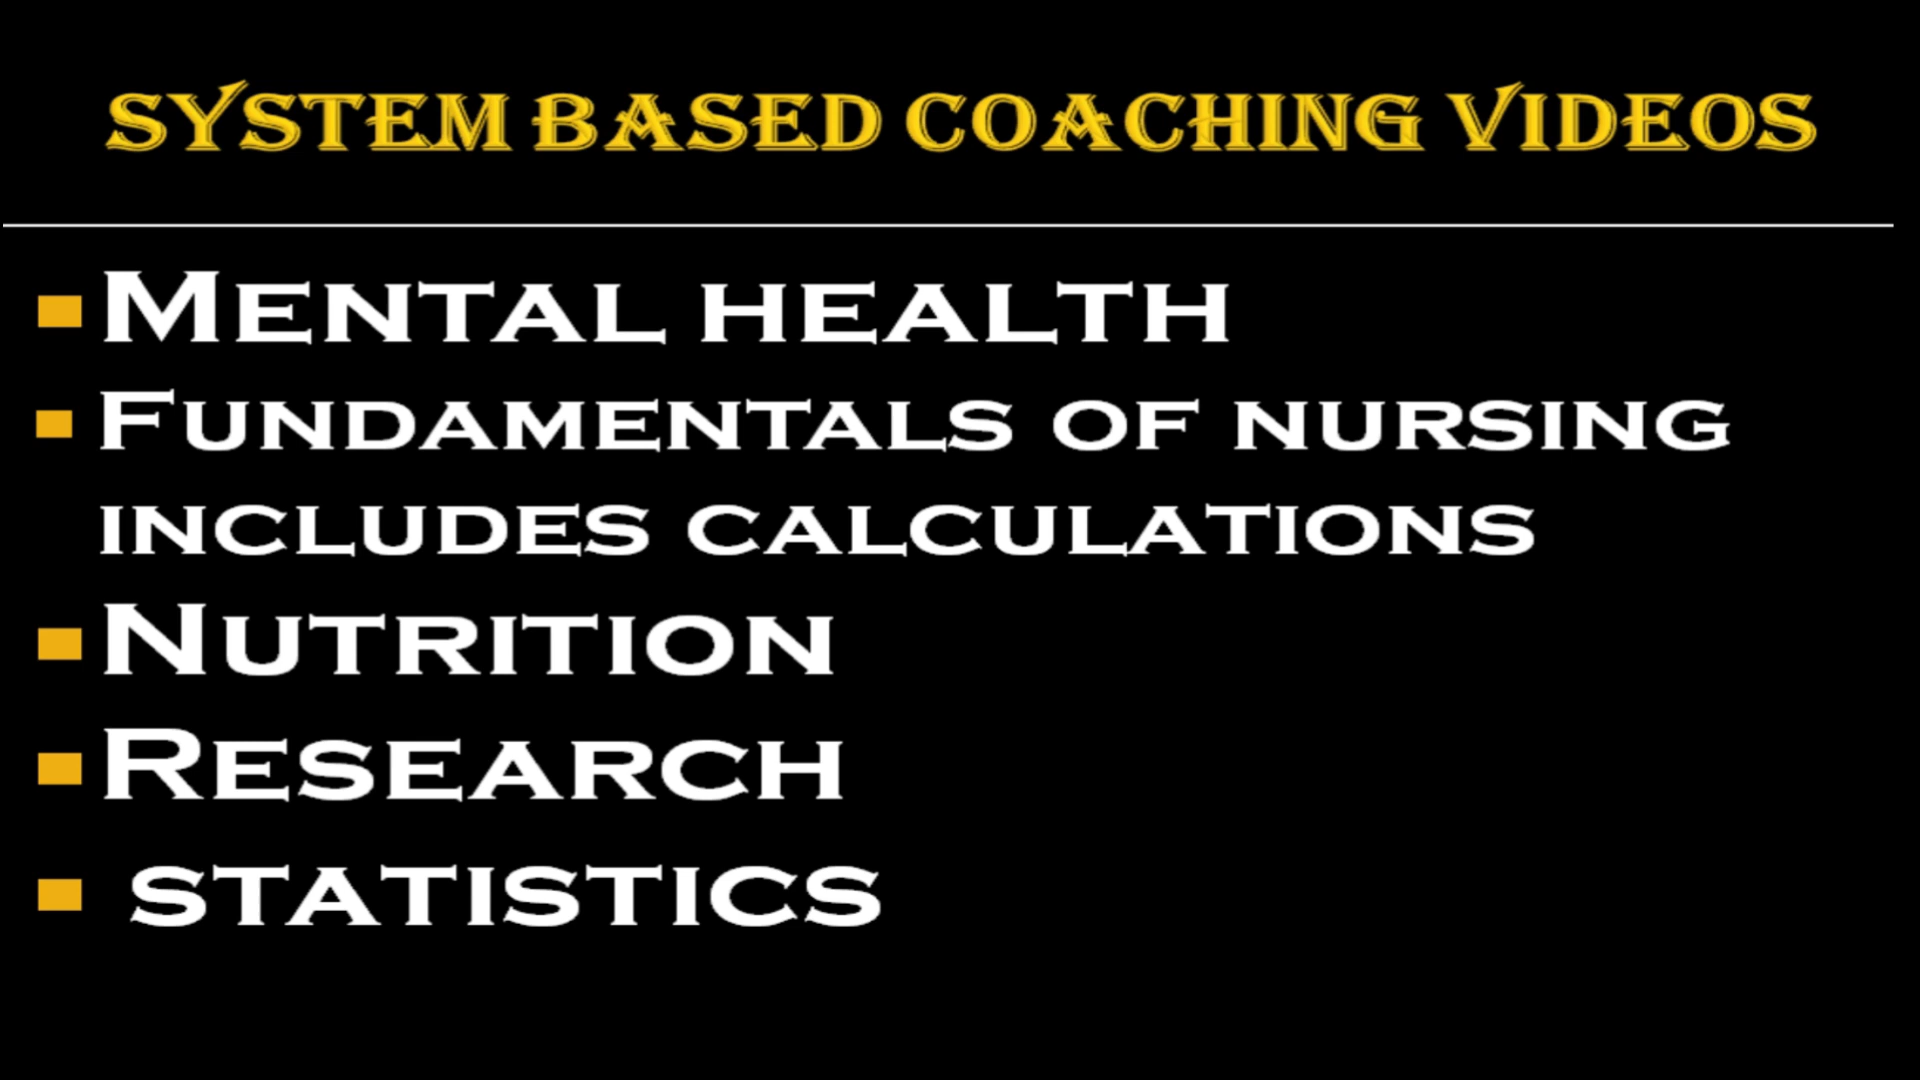 SYSTEM BASED COACHING VIDEOS
MENTAL HEALTH
FUNDAMENTALS OF NURSING
INCLUDES CALCULATIONS
NUTRITION
RESEARCH
STATISTICS